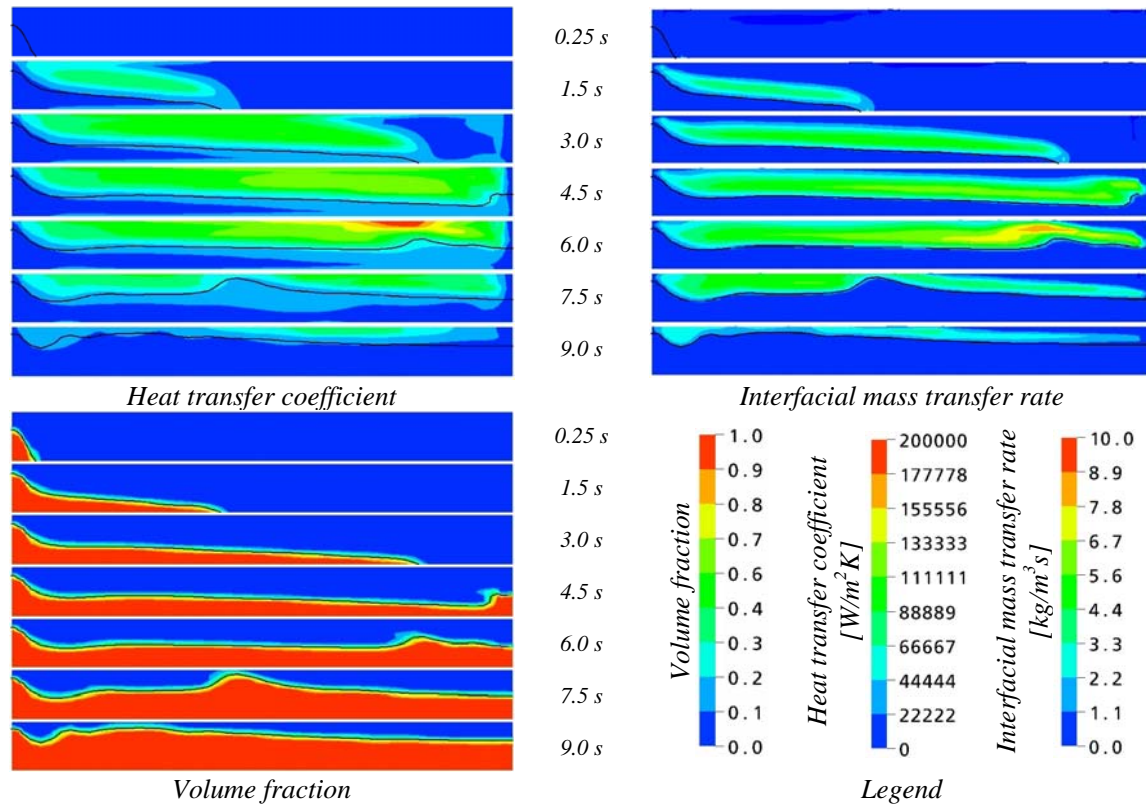 0.25 s
1.5 s
3.0 s
4.5 s
6.0 s
7.5 s
9.0 s
Heat transfer coefficient
Interfacial mass transfer rate
0.25 s
1.5 s
3.0 s
4.5 s
6.0 s
7.5 s
9.0 s
Volume fraction
Volume fraction
1.0
0.9
0.8
0.7
0.6
0.4
0.3
0.2
0.1
0.0
Heat transfer coefficient
[W/m²K]
200000
177778
155556
133333
111111
88889
66667
44444
22222
0
Interfacial mass transfer rate
[kg/m³s]
10.0
8.9
7.8
6.7
5.6
4.4
3.3
2.2
1.1
0.0
Legend